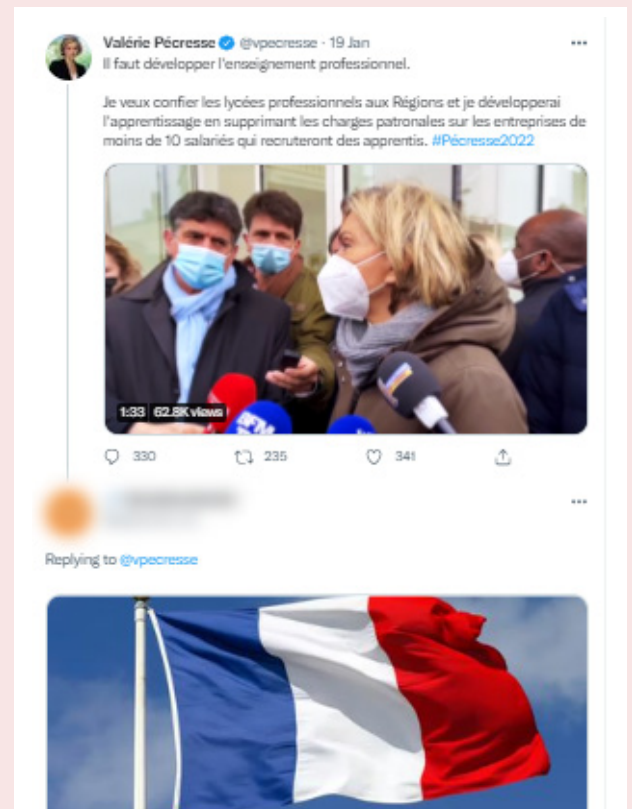 Valérie Pécresse @vpecresse · 19 Jan
Il faut développer l'enseignement professionnel.
Je veux confier les lycées professionnels aux Régions et je développerai
l'apprentissage en supprimant les charges patronales sur les entreprises de
moins de 10 salariés qui recruteront des apprentis. #Pécresse2022
BFM
1:33 62.8K views
330 235 341
Replying to @vpecresse